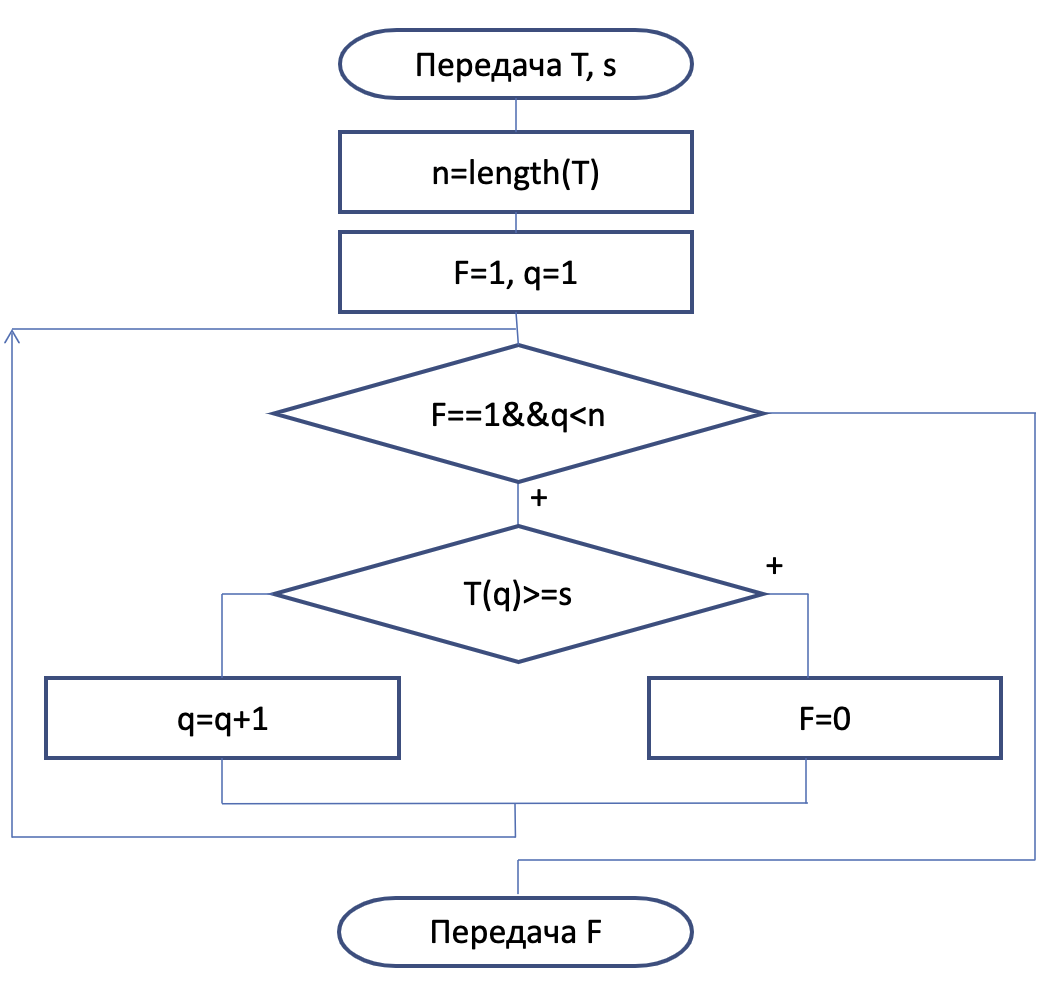 Передача T, s
n=length(T)
F=1, q=1
F==1&&q<n
+
T(q)>=s
+
q=q+1
F=0
Передача F